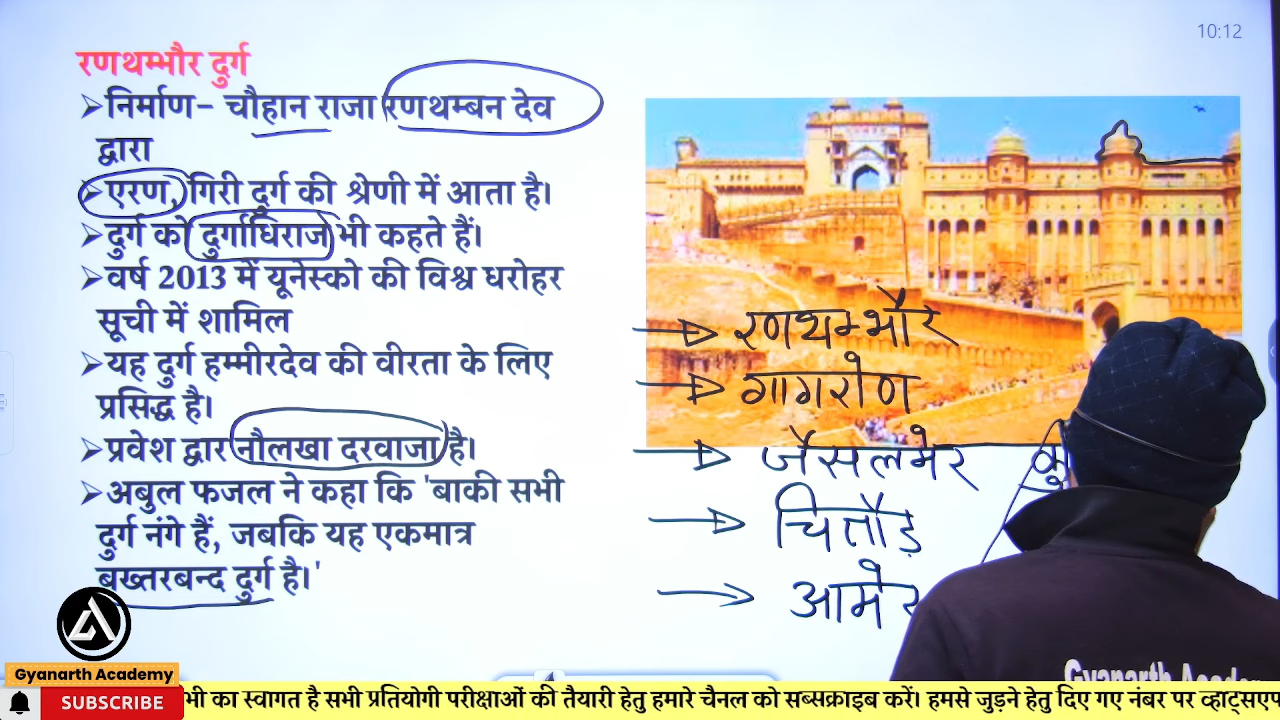 10:12
रणथम्भौर दुर्ग
➢निर्माण– चौहान राजा रणथम्बन देव
द्वारा
➢एरण, गिरी दुर्ग की श्रेणी में आता है।
➢दुर्ग को दुर्गाधिराज भी कहते हैं।
➢वर्ष 2013 में यूनेस्को की विश्व धरोहर
सूची में शामिल
➢यह दुर्ग हम्मीरदेव की वीरता के लिए
प्रसिद्ध है।
➢प्रवेश द्वार नौलखा दरवाजा है।
➢अबुल फजल ने कहा कि 'बाकी सभी
दुर्ग नंगे हैं, जबकि यह एकमात्र
बख्तरबन्द दुर्ग है।'
→ रणथम्भौर
→ गागरोण
→ जैसलमेर
→ चित्तौड़
→ आमेर
Gyanarth Academy
SUBSCRIBE
भी का स्वागत है सभी प्रतियोगी परीक्षाओं की तैयारी हेतु हमारे चैनल को सब्सक्राइब करें। हमसे जुड़ने हेतु दिए गए नंबर पर व्हाट्सएप
Gyanarth Acade